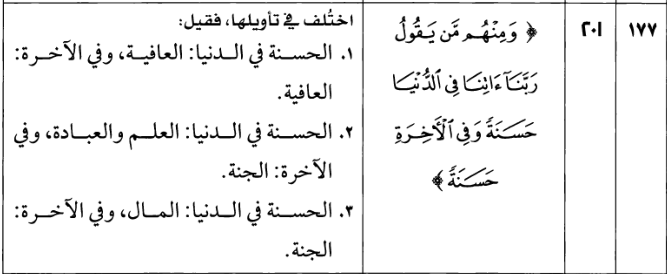 ١٧٧
٢٠١
﴿ وَمِنْهُم مَّن يَقُولُ
رَبَّنَآ ءَاتِنَا فِي ٱلدُّنْيَا
حَسَنَةً وَفِي ٱلْأَخِرَةِ
حَسَنَةً ﴾
اختُلف في تأويلها، فقيل:
١. الحسنة في الدنيا: العافية، وفي الآخرة:
العافية.
٢. الحسنة في الدنيا: العلم والعبادة، وفي
الآخرة: الجنة.
٣. الحسنة في الدنيا: المال، وفي الآخرة:
الجنة.